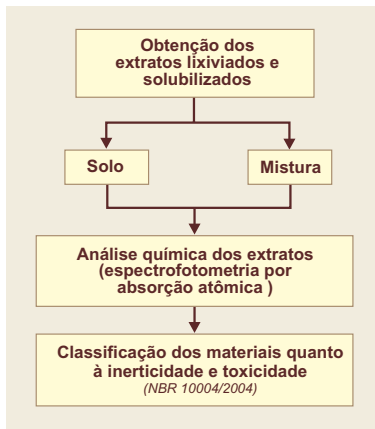 Obtenção dos
extratos lixiviados e
solubilizados
Solo
Mistura
Análise química dos extratos
(espectrofotometria por
absorção atômica )
Classificação dos materiais quanto
à inerticidade e toxicidade
(NBR 10004/2004)